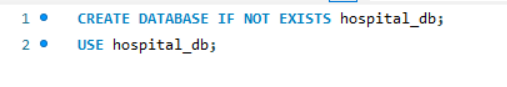 1 CREATE DATABASE IF NOT EXISTS hospital_db;
2 USE hospital_db;